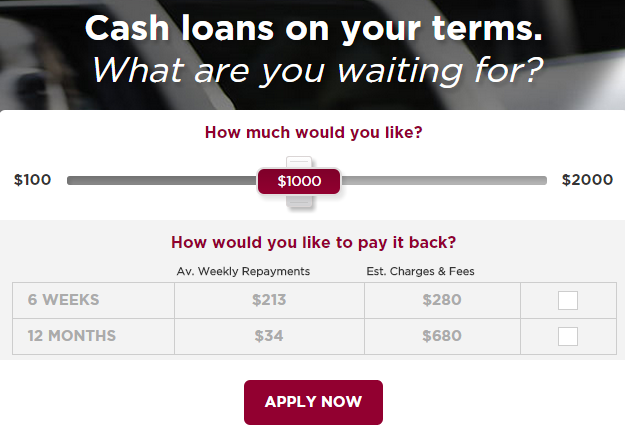 Cash loans on your terms.
What are you waiting for?
How much would you like?
$100 $1000 $2000
How would you like to pay it back?
Av. Weekly Repayments Est. Charges & Fees
6 WEEKS $213 $280
12 MONTHS $34 $680
APPLY NOW